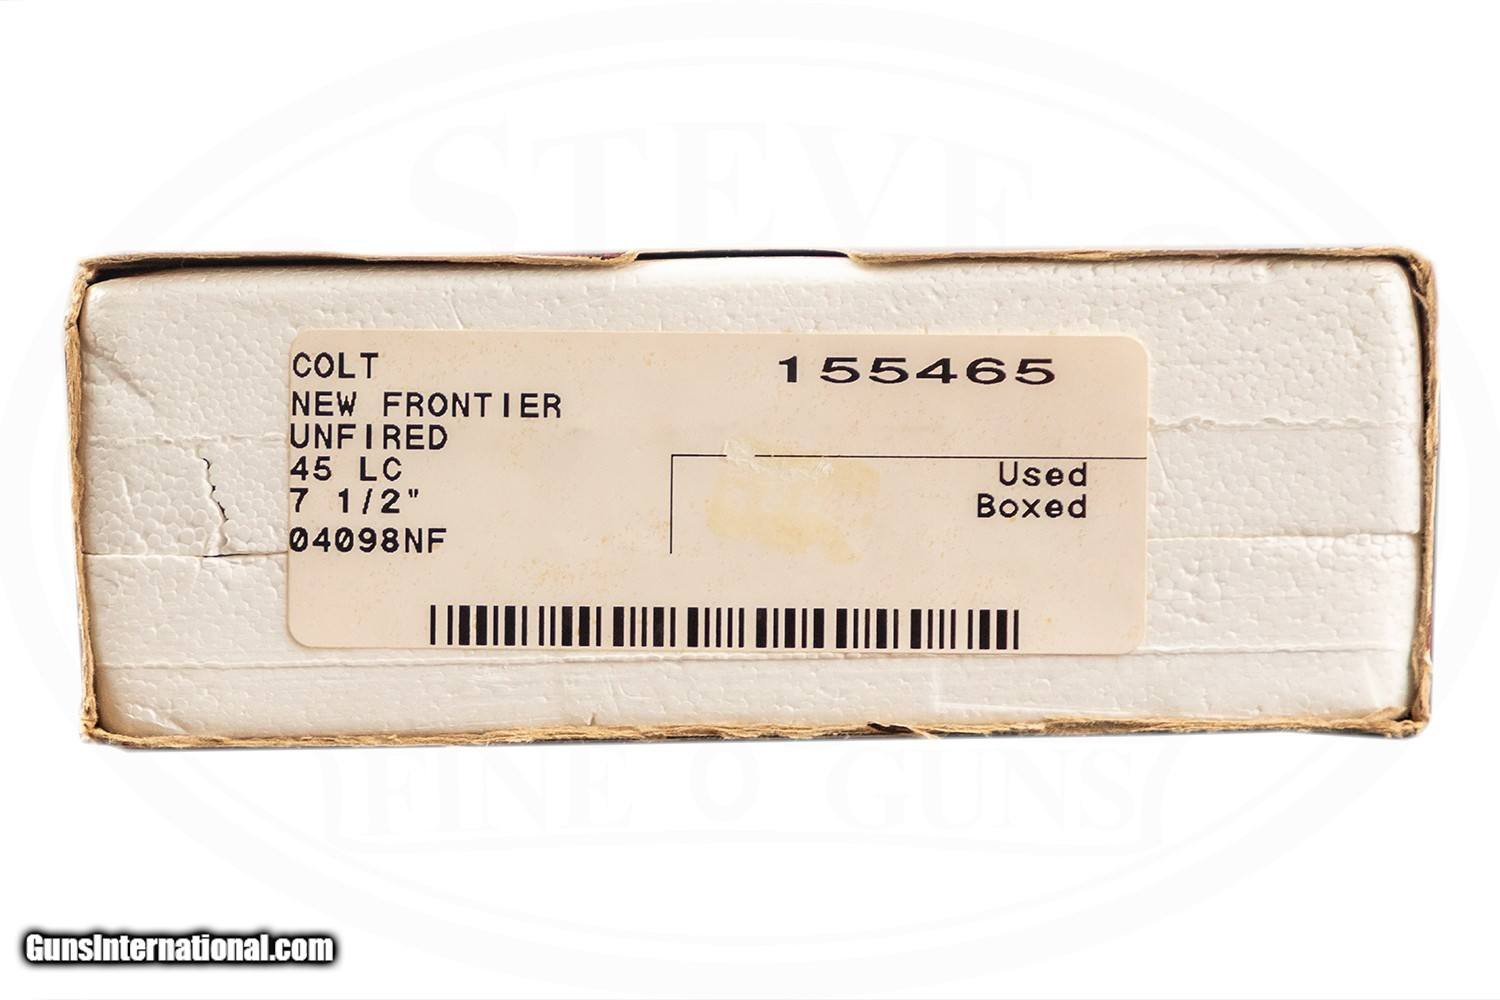 STEVE
COLT
155465
NEW FRONTIER
UNFIRED
45 LC
Used
7 1/2"
Boxed
04098NF
FINE GUNS
GunsInternational.com